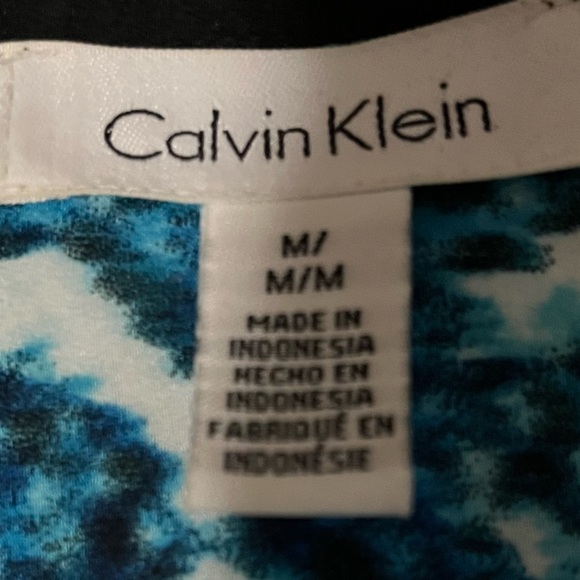 Calvin Klein
M/
M/M
MADE IN
INDONESIA
HECHO EN
INDONESIA
FABRIQUÉ EN
INDONÉSIE